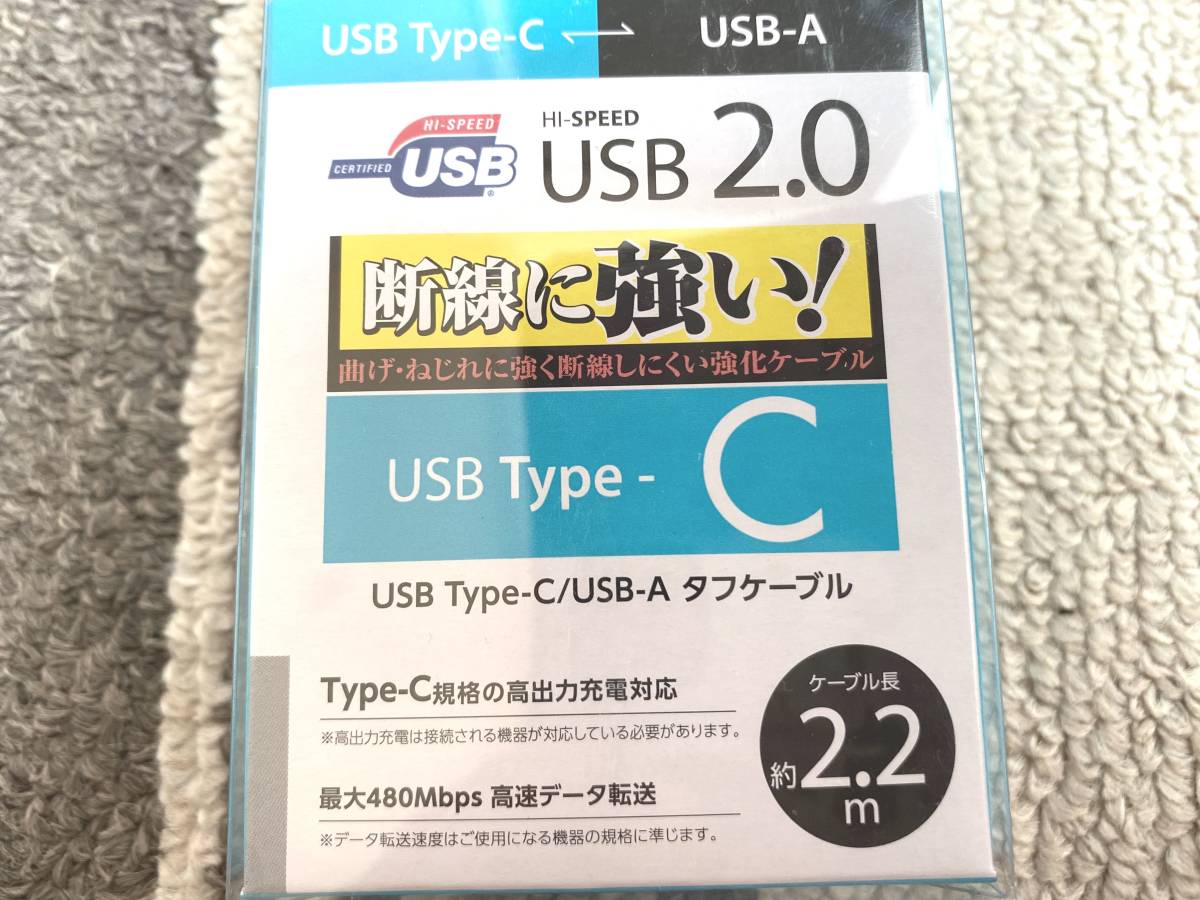 USB Type-C ⇌ USB-A
HI-SPEED
CERTIFIED USB®
HI-SPEED
USB 2.0
断線に強い!
曲げ・ねじれに強く断線しにくい強化ケーブル
USB Type - C
USB Type-C/USB-A タフケーブル
Type-C規格の高出力充電対応
※高出力充電は接続される機器が対応している必要があります。
最大480Mbps 高速データ転送
※データ転送速度はご使用になる機器の規格に準じます。
ケーブル長
約2.2
m